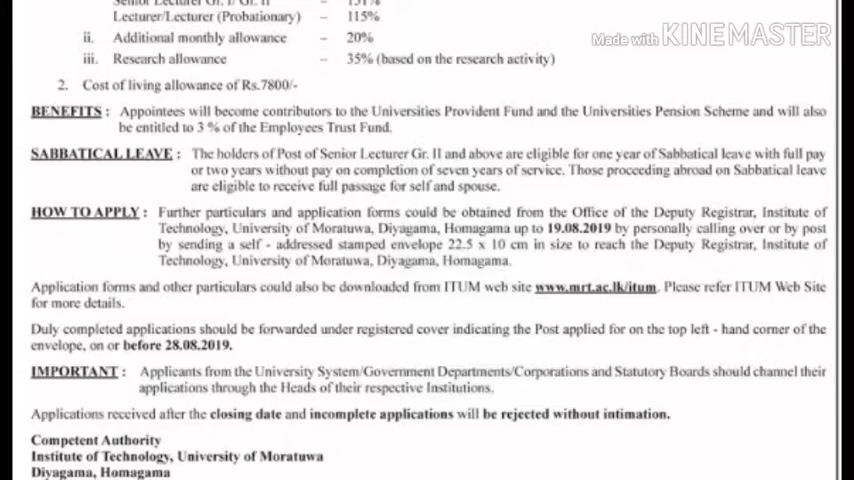 Senior Lecturer Gr. I/ Gr. II – 131%
Lecturer/Lecturer (Probationary) – 115%
ii. Additional monthly allowance – 20%
iii. Research allowance – 35% (based on the research activity)
Made with KINEMASTER
2. Cost of living allowance of Rs.7800/-
BENEFITS : Appointees will become contributors to the Universities Provident Fund and the Universities Pension Scheme and will also
be entitled to 3 % of the Employees Trust Fund.
SABBATICAL LEAVE : The holders of Post of Senior Lecturer Gr. II and above are eligible for one year of Sabbatical leave with full pay
or two years without pay on completion of seven years of service. Those proceeding abroad on Sabbatical leave
are eligible to receive full passage for self and spouse.
HOW TO APPLY : Further particulars and application forms could be obtained from the Office of the Deputy Registrar, Institute of
Technology, University of Moratuwa, Diyagama, Homagama up to 19.08.2019 by personally calling over or by post
by sending a self - addressed stamped envelope 22.5 x 10 cm in size to reach the Deputy Registrar, Institute of
Technology, University of Moratuwa, Diyagama, Homagama.
Application forms and other particulars could also be downloaded from ITUM web site www.mrt.ac.lk/itum. Please refer ITUM Web Site
for more details.
Duly completed applications should be forwarded under registered cover indicating the Post applied for on the top left - hand corner of the
envelope, on or before 28.08.2019.
IMPORTANT : Applicants from the University System/Government Departments/Corporations and Statutory Boards should channel their
applications through the Heads of their respective Institutions.
Applications received after the closing date and incomplete applications will be rejected without intimation.
Competent Authority
Institute of Technology, University of Moratuwa
Diyagama, Homagama